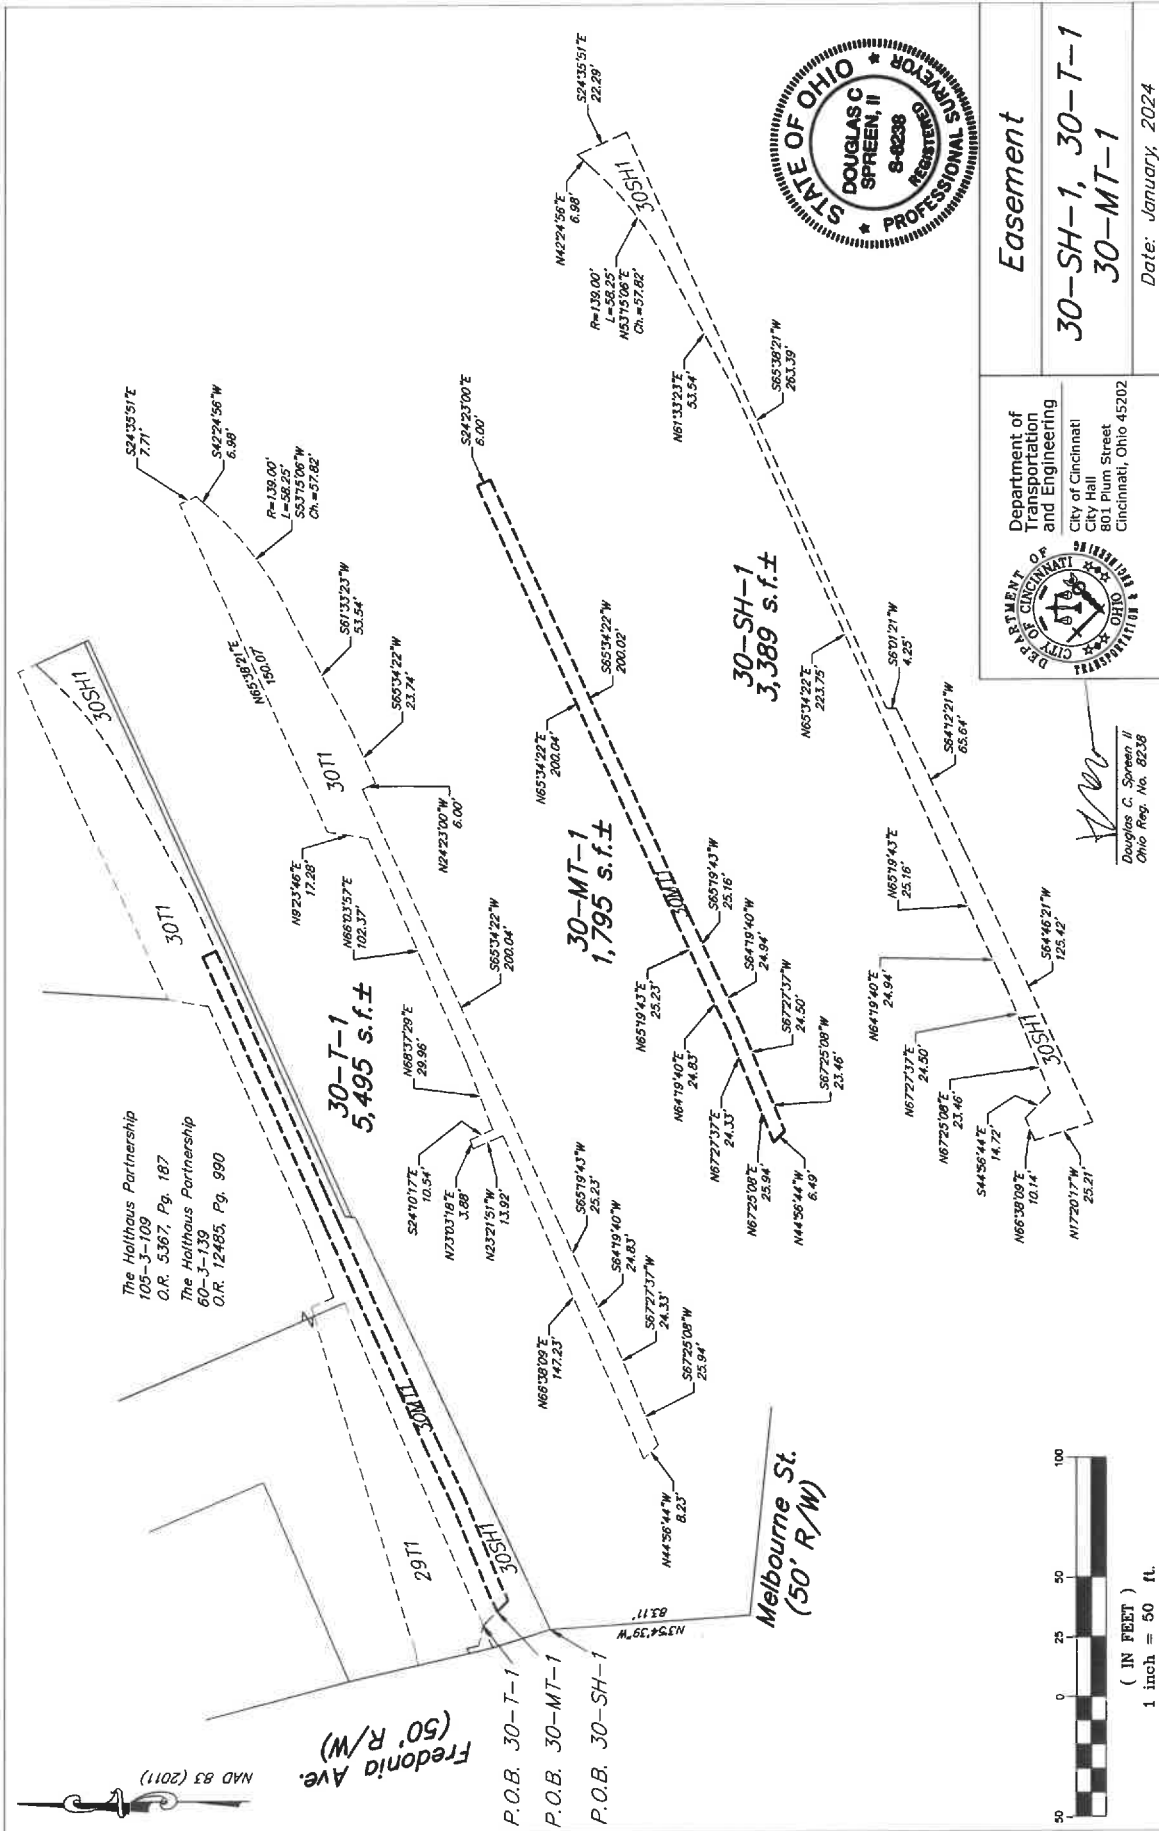 NAD 83 (2011)
Fredonia Ave.
(50' R/W)
P.O.B. 30-T-1
P.O.B. 30-MT-1
P.O.B. 30-SH-1
N3°54'39"W
83.11'
Melbourne St.
(50' R/W)
The Holthaus Partnership
105-3-109
O.R. 5367, Pg. 187
The Holthaus Partnership
60-3-139
O.R. 12485, Pg. 990
29T1
30SH1
30MT1
30T1
30SH1
30-T-1
5,495 s.f.±
N44°56'44"W
8.23'
N66°38'09"E
147.23'
N23°21'51"W
13.92'
N73°03'18"E
3.88'
S24°10'17"E
10.54'
N68°37'29"E
29.96'
N66°03'57"E
102.37'
N9°23'46"E
17.28'
N65°38'21"E
150.07
S24°35'51"E
7.71'
S42°24'56"W
6.98'
R=139.00'
L=58.25'
S53°15'06"W
Ch.=57.82'
S61°33'23"W
53.54'
S65°34'22"W
23.74'
N24°23'00"W
6.00'
S65°34'22"W
200.04'
S65°19'43"W
25.23'
S64°19'40"W
24.83'
S67°27'37"W
24.33'
S67°25'08"W
25.94'
30T1
30-MT-1
1,795 s.f.±
N44°56'44"W
6.49'
N67°25'08"E
25.94'
N67°27'37"E
24.33'
N64°19'40"E
24.83'
N65°19'43"E
25.23'
N65°34'22"E
200.04'
S24°23'00"E
6.00'
S65°34'22"W
200.02'
S65°19'43"W
25.16'
S64°19'40"W
24.94'
S67°27'37"W
24.50'
S67°25'08"W
23.46'
30MT1
30-SH-1
3,389 s.f.±
N17°20'17"W
25.21'
N66°38'09"E
10.14'
S44°56'44"E
14.72'
N67°25'08"E
23.46'
N67°27'37"E
24.50'
N64°19'40"E
24.94'
N65°19'43"E
25.16'
N65°34'22"E
223.75'
N61°33'23"E
53.54'
R=139.00'
L=58.25'
N53°15'06"E
Ch.=57.82'
N42°24'56"E
6.98'
S24°35'51"E
22.29'
S65°38'21"W
263.39'
S6°01'21"W
4.25'
S64°12'21"W
65.64'
S64°46'21"W
125.42'
30SH1
30SH1
STATE OF OHIO
DOUGLAS C
SPREEN, II
S-8238
REGISTERED
PROFESSIONAL SURVEYOR
50 0 25 50 100
( IN FEET )
1 inch = 50 ft.
Douglas C. Spreen II
Ohio Reg. No. 8238
DEPARTMENT OF
TRANSPORTATION & ENGINEERING
CITY OF CINCINNATI
OHIO
Department of
Transportation
and Engineering
City of Cincinnati
City Hall
801 Plum Street
Cincinnati, Ohio 45202
Easement
30-SH-1, 30-T-1
30-MT-1
Date: January, 2024